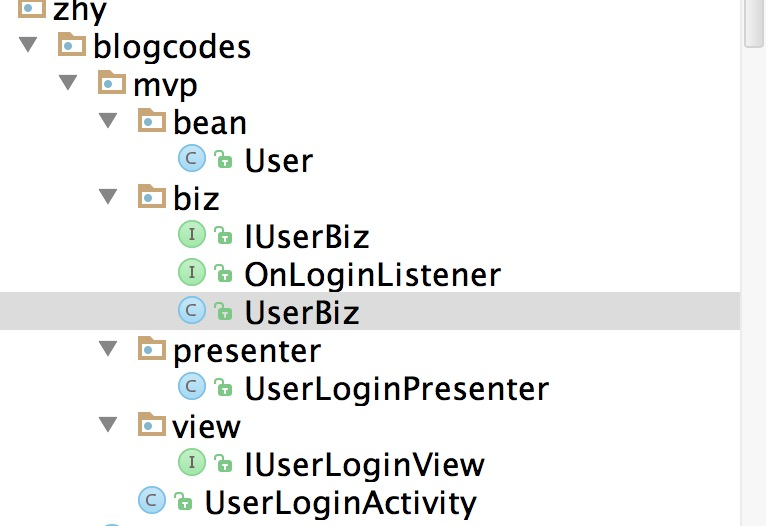 zhy
blogcodes
mvp
bean
C User
biz
I IUserBiz
I OnLoginListener
C UserBiz
presenter
C UserLoginPresenter
view
I IUserLoginView
C UserLoginActivity